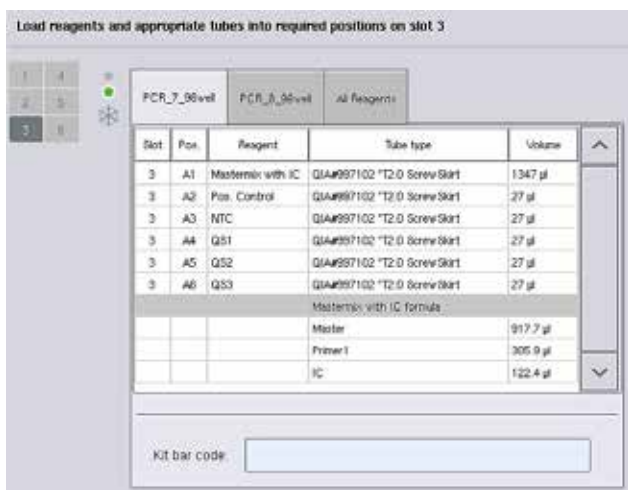 Load reagents and appropriate tubes into required positions on slot 3
1 4
2 5
3 6
PCR_7_96well PCR_8_96well All Reagents
Slot Pos. Reagent Tube type Volume
3 A1 Mastermix with IC QIA#997102 *T2.0 ScrewSkirt 1347 µl
3 A2 Pos. Control QIA#997102 *T2.0 ScrewSkirt 27 µl
3 A3 NTC QIA#997102 *T2.0 ScrewSkirt 27 µl
3 A4 QS1 QIA#997102 *T2.0 ScrewSkirt 27 µl
3 A5 QS2 QIA#997102 *T2.0 ScrewSkirt 27 µl
3 A6 QS3 QIA#997102 *T2.0 ScrewSkirt 27 µl
Mastermix with IC formula
Master 917.7 µl
Primer1 305.9 µl
IC 122.4 µl
Kit bar code: